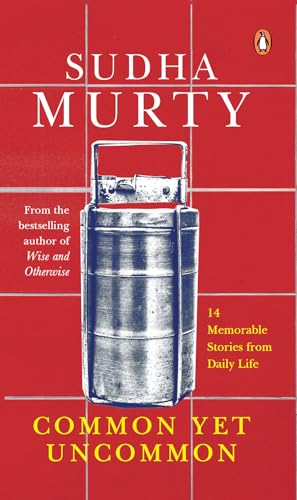 SUDHA
MURTY
From the
bestselling
author of
Wise and
Otherwise
14
Memorable
Stories from
Daily Life
COMMON YET
UNCOMMON